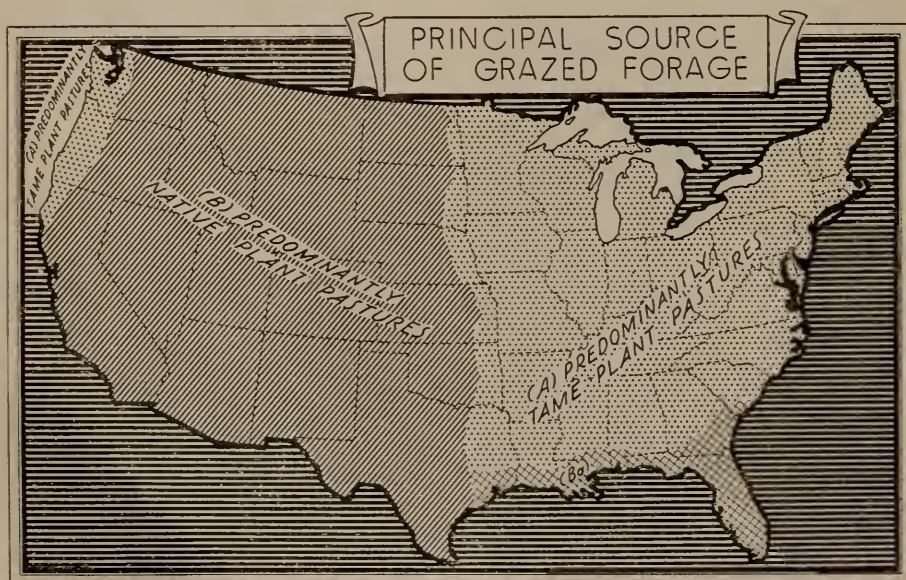 PRINCIPAL SOURCE
OF GRAZED FORAGE
(A) PREDOMINANTLY
TAME PLANT PASTURES
(B) PREDOMINANTLY
NATIVE PLANT PASTURES
(A) PREDOMINANTLY
TAME-PLANT PASTURES